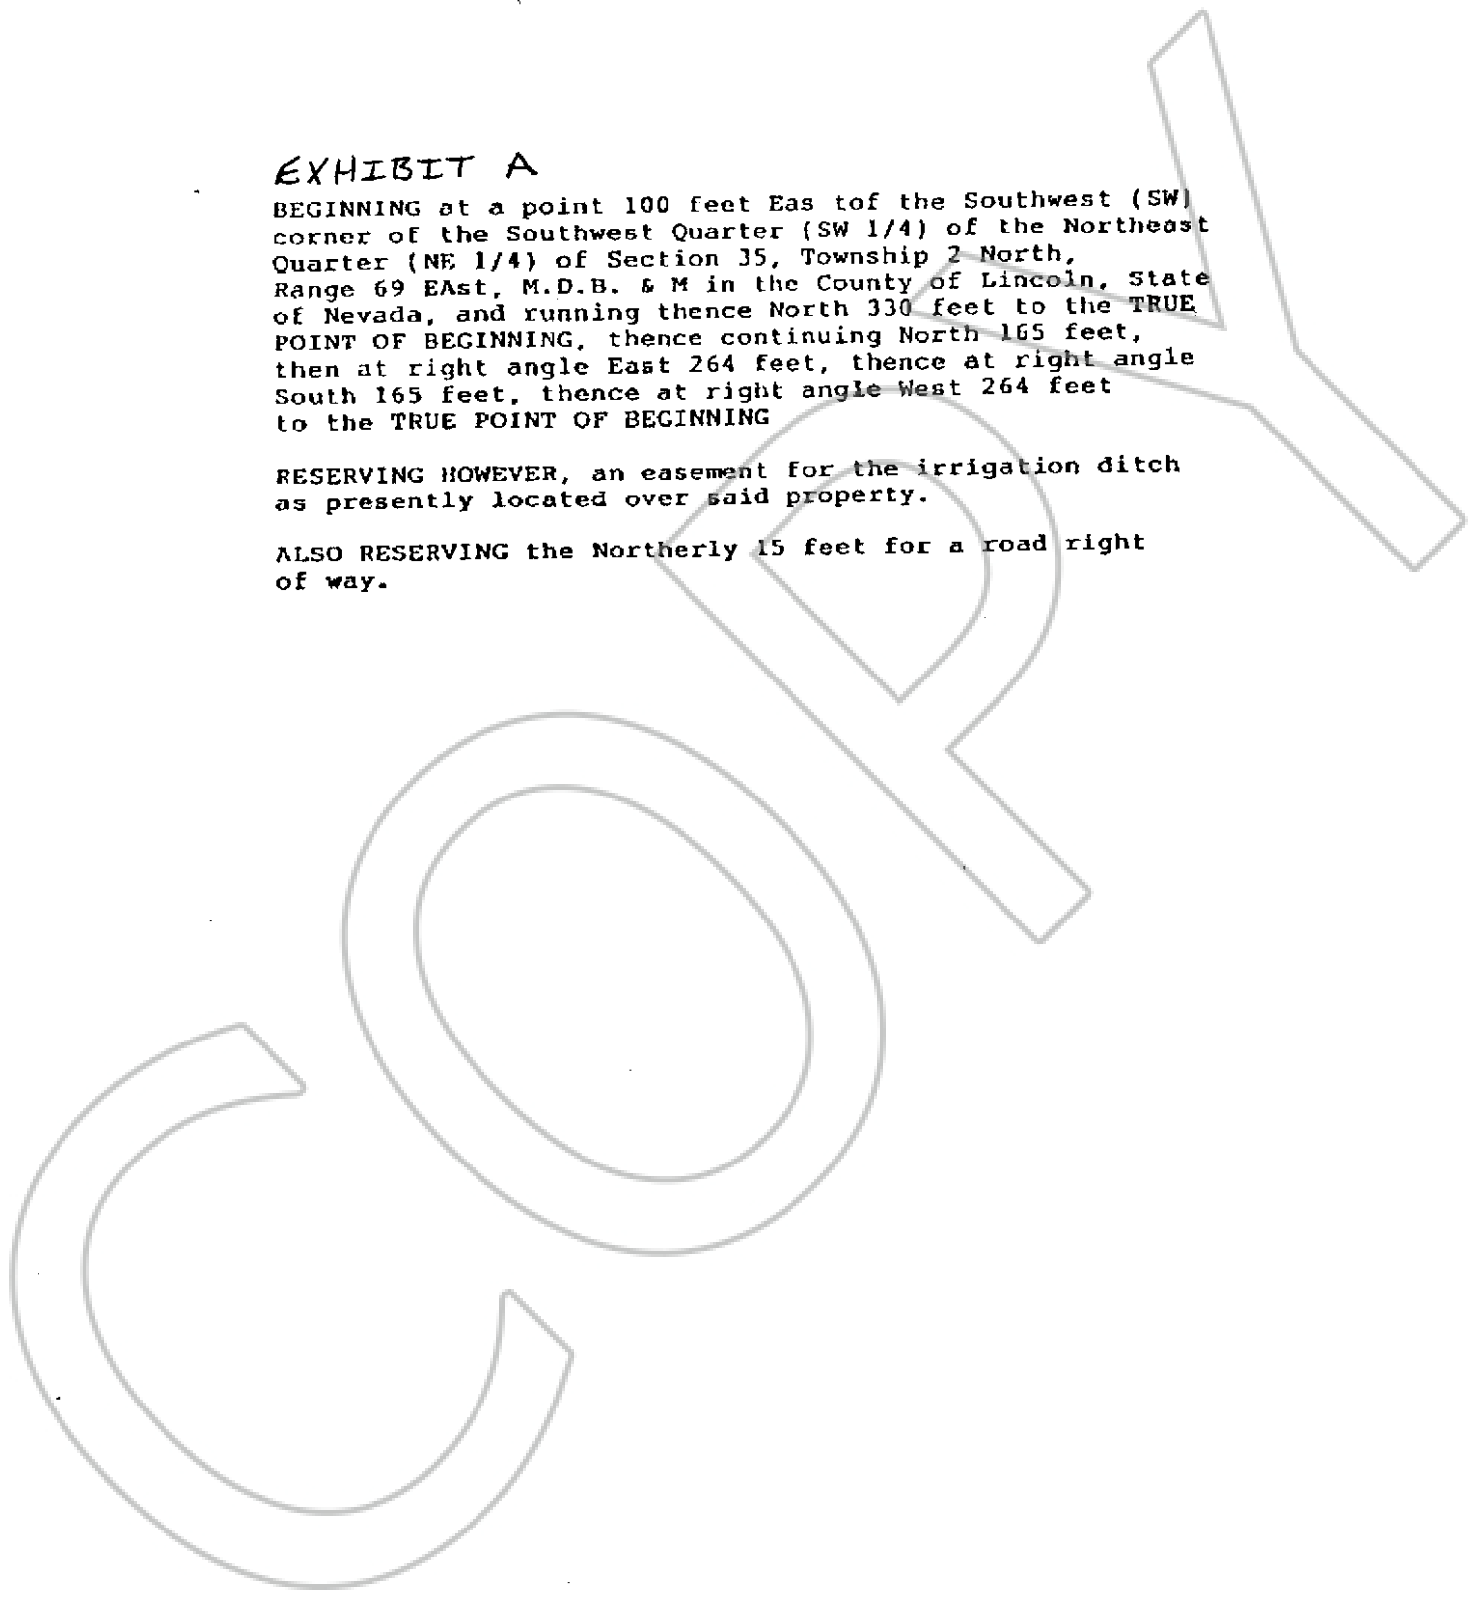 EXHIBIT A
BEGINNING at a point 100 feet Eas tof the Southwest (SW)
corner of the Southwest Quarter (SW 1/4) of the Northeast
Quarter (NE 1/4) of Section 35, Township 2 North,
Range 69 EAst, M.D.B. & M in the County of Lincoln, State
of Nevada, and running thence North 330 feet to the TRUE
POINT OF BEGINNING, thence continuing North 165 feet,
then at right angle East 264 feet, thence at right angle
South 165 feet, thence at right angle West 264 feet
to the TRUE POINT OF BEGINNING
RESERVING HOWEVER, an easement for the irrigation ditch
as presently located over said property.
ALSO RESERVING the Northerly 15 feet for a road right
of way.
COPY